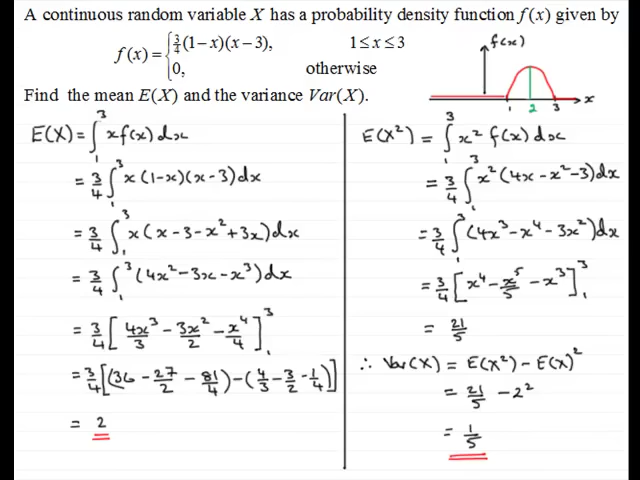 A continuous random variable X has a probability density function f(x) given by
f(x) = { 3/4 (1 − x)(x − 3), 1 ≤ x ≤ 3
0, otherwise
Find the mean E(X) and the variance Var(X).
f(x)
1 2 3 x
E(X) = ∫₁³ x f(x) dx
= 3/4 ∫₁³ x(1−x)(x−3) dx
= 3/4 ∫₁³ x(x − 3 − x² + 3x) dx
= 3/4 ∫₁³ (4x² − 3x − x³) dx
= 3/4 [4x³/3 − 3x²/2 − x⁴/4]₁³
= 3/4 [(36 − 27/2 − 81/4) − (4/3 − 3/2 − 1/4)]
= 2
E(X²) = ∫₁³ x² f(x) dx
= 3/4 ∫₁³ x² (4x − x² − 3) dx
= 3/4 ∫₁³ (4x³ − x⁴ − 3x²) dx
= 3/4 [x⁴ − x⁵/5 − x³]₁³
= 21/5
∴ Var(X) = E(X²) − E(X)²
= 21/5 − 2²
= 1/5